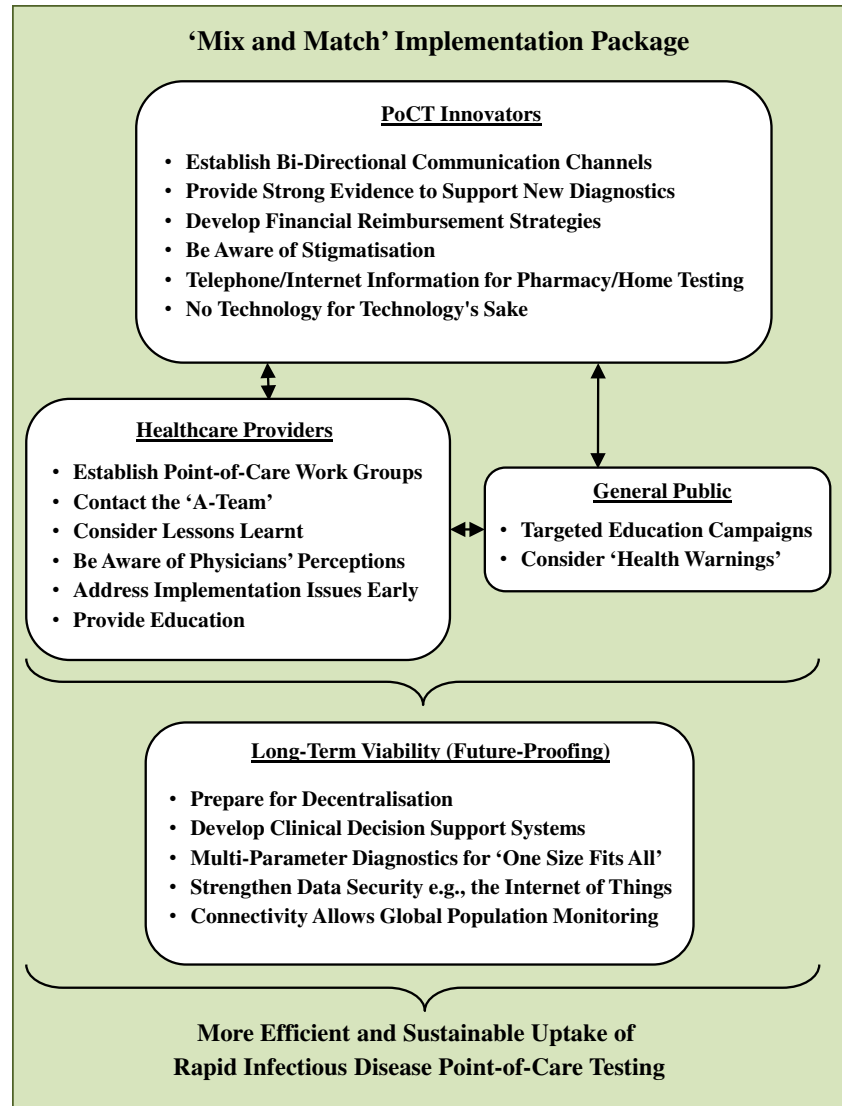 ‘Mix and Match’ Implementation Package
PoCT Innovators
• Establish Bi-Directional Communication Channels
• Provide Strong Evidence to Support New Diagnostics
• Develop Financial Reimbursement Strategies
• Be Aware of Stigmatisation
• Telephone/Internet Information for Pharmacy/Home Testing
• No Technology for Technology's Sake
Healthcare Providers
• Establish Point-of-Care Work Groups
• Contact the ‘A-Team’
• Consider Lessons Learnt
• Be Aware of Physicians’ Perceptions
• Address Implementation Issues Early
• Provide Education
General Public
• Targeted Education Campaigns
• Consider ‘Health Warnings’
Long-Term Viability (Future-Proofing)
• Prepare for Decentralisation
• Develop Clinical Decision Support Systems
• Multi-Parameter Diagnostics for ‘One Size Fits All’
• Strengthen Data Security e.g., the Internet of Things
• Connectivity Allows Global Population Monitoring
More Efficient and Sustainable Uptake of
Rapid Infectious Disease Point-of-Care Testing